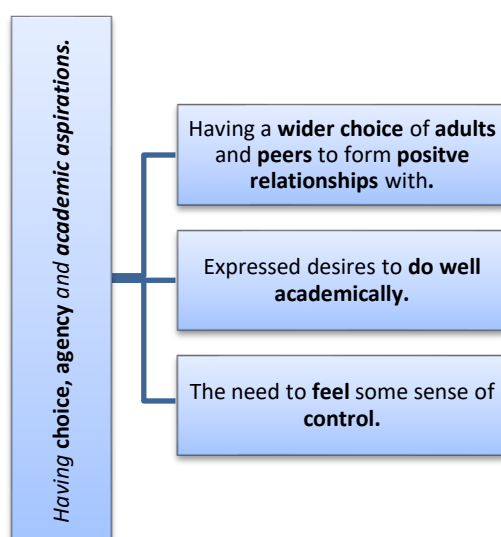 Having choice, agency and academic aspirations.
Having a wider choice of adults
and peers to form positve
relationships with.
Expressed desires to do well
academically.
The need to feel some sense of
control.